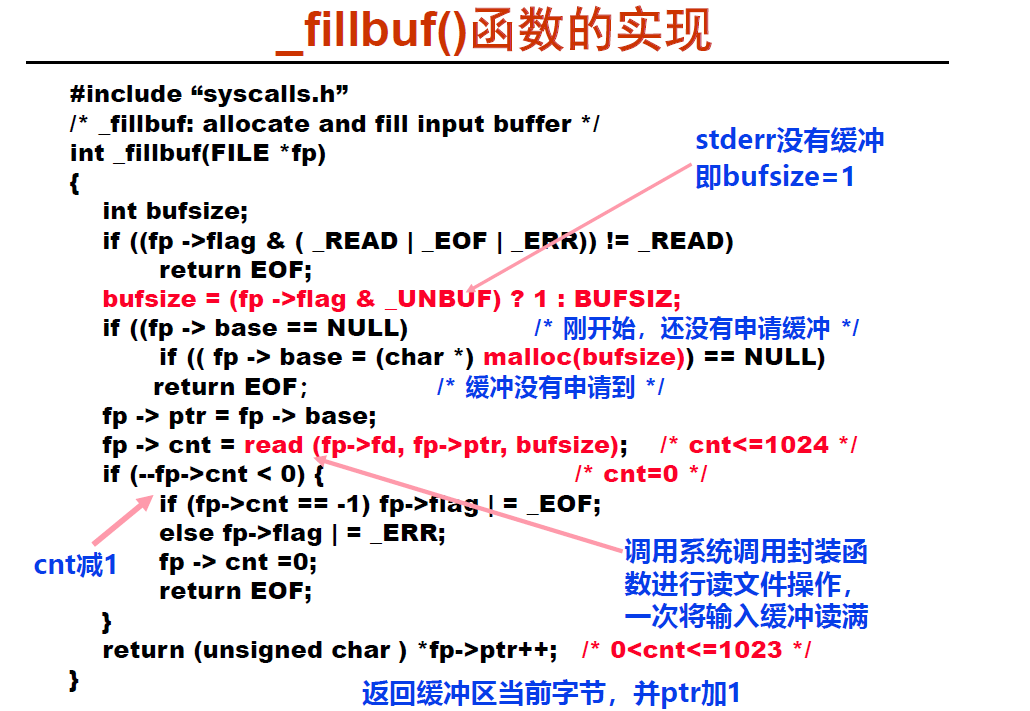 _fillbuf()函数的实现
#include “syscalls.h”
/* _fillbuf: allocate and fill input buffer */
int _fillbuf(FILE *fp)
{
stderr没有缓冲
即bufsize=1
int bufsize;
if ((fp ->flag & ( _READ | _EOF | _ERR)) != _READ)
return EOF;
bufsize = (fp ->flag & _UNBUF) ? 1 : BUFSIZ;
if ((fp -> base == NULL) /* 刚开始，还没有申请缓冲 */
if (( fp -> base = (char *) malloc(bufsize)) == NULL)
return EOF； /* 缓冲没有申请到 */
fp -> ptr = fp -> base;
fp -> cnt = read (fp->fd, fp->ptr, bufsize); /* cnt<=1024 */
if (--fp->cnt < 0) { /* cnt=0 */
if (fp->cnt == -1) fp->flag | = _EOF;
else fp->flag | = _ERR;
cnt减1
fp -> cnt =0;
return EOF;
}
调用系统调用封装函
数进行读文件操作，
一次将输入缓冲读满
return (unsigned char ) *fp->ptr++; /* 0<cnt<=1023 */
}
返回缓冲区当前字节，并ptr加1